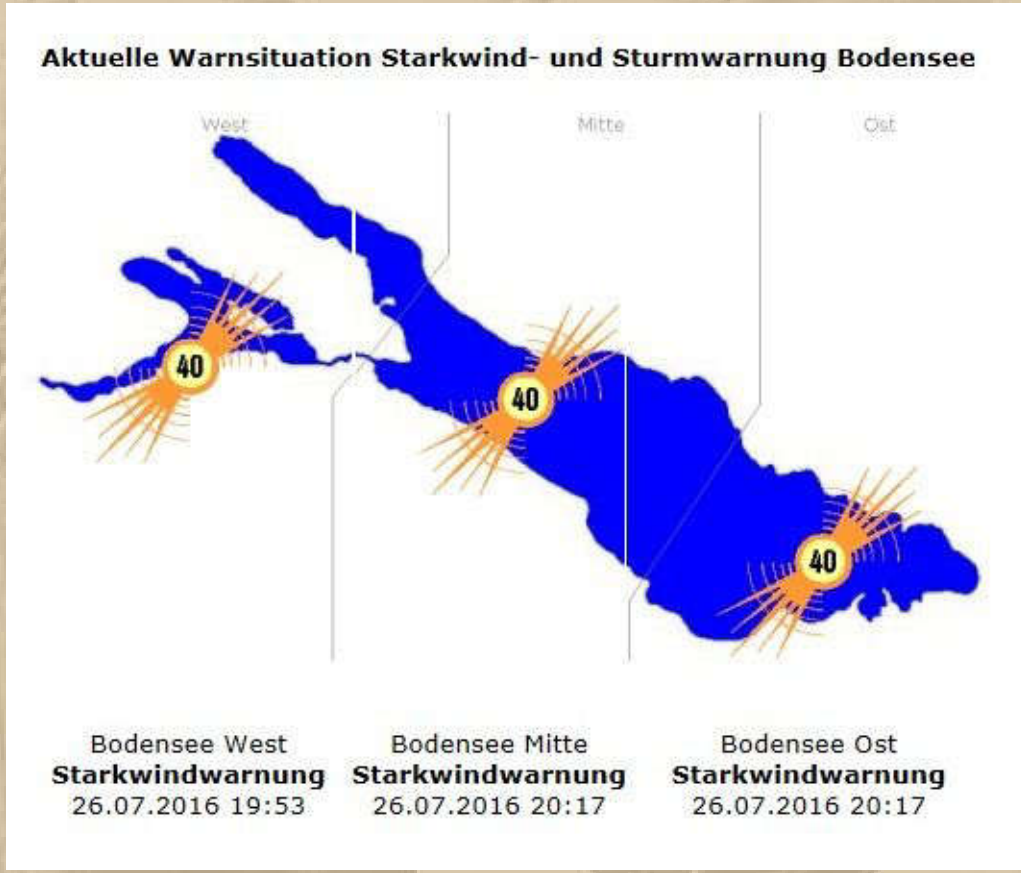 Aktuelle Warnsituation Starkwind- und Sturmwarnung Bodensee
West
Mitte
Ost
40
40
40
Bodensee West
Starkwindwarnung
26.07.2016 19:53
Bodensee Mitte
Starkwindwarnung
26.07.2016 20:17
Bodensee Ost
Starkwindwarnung
26.07.2016 20:17